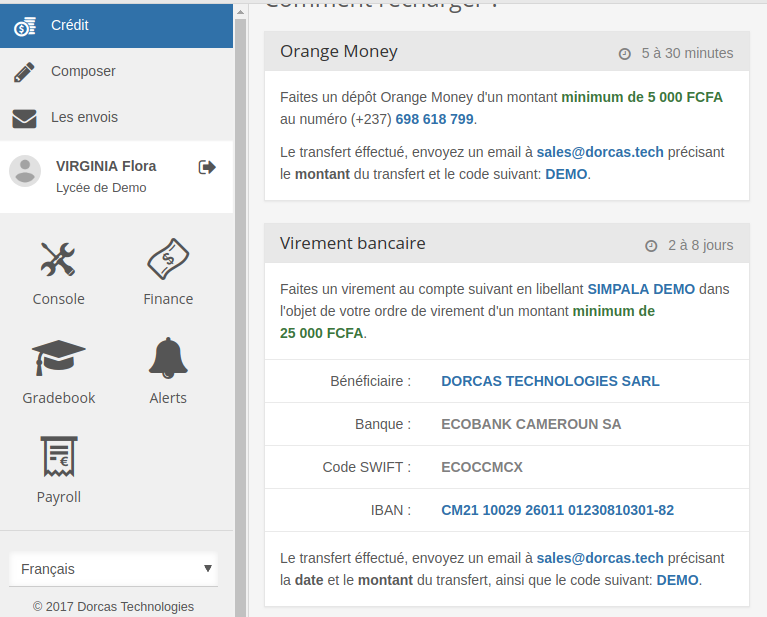 Crédit
Composer
Les envois
VIRGINIA Flora
Lycée de Demo
Console
Finance
Gradebook
Alerts
Payroll
Français
© 2017 Dorcas Technologies
Comment recharger ?
Orange Money
5 à 30 minutes
Faites un dépôt Orange Money d'un montant minimum de 5 000 FCFA
au numéro (+237) 698 618 799.
Le transfert éffectué, envoyez un email à sales@dorcas.tech précisant
le montant du transfert et le code suivant: DEMO.
Virement bancaire
2 à 8 jours
Faites un virement au compte suivant en libellant SIMPALA DEMO dans
l'objet de votre ordre de virement d'un montant minimum de
25 000 FCFA.
Bénéficiaire : DORCAS TECHNOLOGIES SARL
Banque : ECOBANK CAMEROUN SA
Code SWIFT : ECOCCMCX
IBAN : CM21 10029 26011 01230810301-82
Le transfert éffectué, envoyez un email à sales@dorcas.tech précisant
la date et le montant du transfert, ainsi que le code suivant: DEMO.